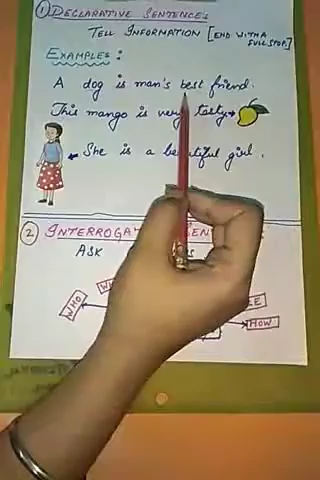 ① DECLARATIVE SENTENCES
TELL INFORMATION [END WITH A FULL STOP]
EXAMPLES :
A dog is man's best friend.
This mango is very tasty
She is a beautiful girl.
② INTERROGAT
ASK
WHO
HOW